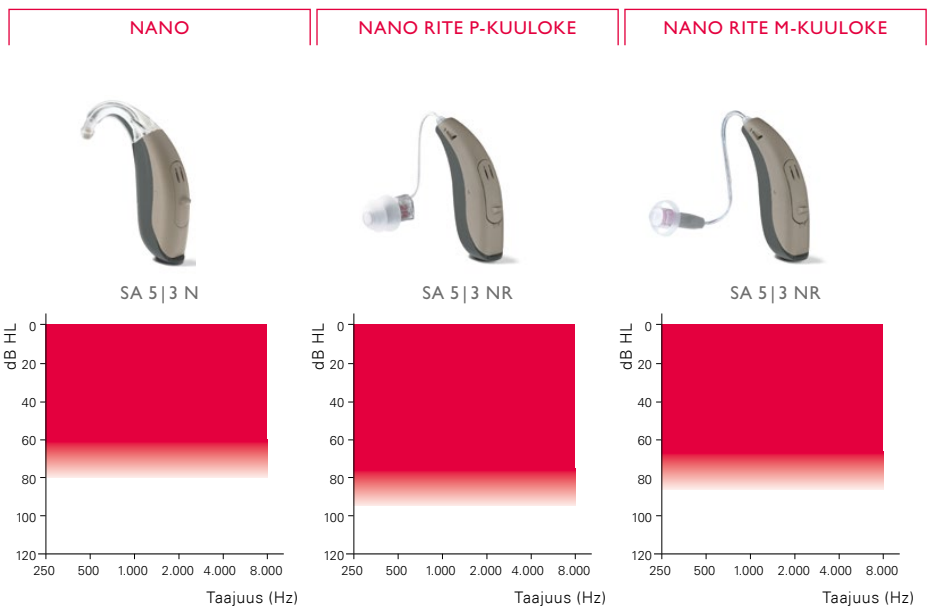 NANO
NANO RITE P-KUULOKE
NANO RITE M-KUULOKE
SA 5|3 N
SA 5|3 NR
SA 5|3 NR
dB HL
0
20
40
60
80
100
120
250 500 1.000 2.000 4.000 8.000
Taajuus (Hz)
dB HL
0
20
40
60
80
100
120
250 500 1.000 2.000 4.000 8.000
Taajuus (Hz)
dB HL
0
20
40
60
80
100
120
250 500 1.000 2.000 4.000 8.000
Taajuus (Hz)